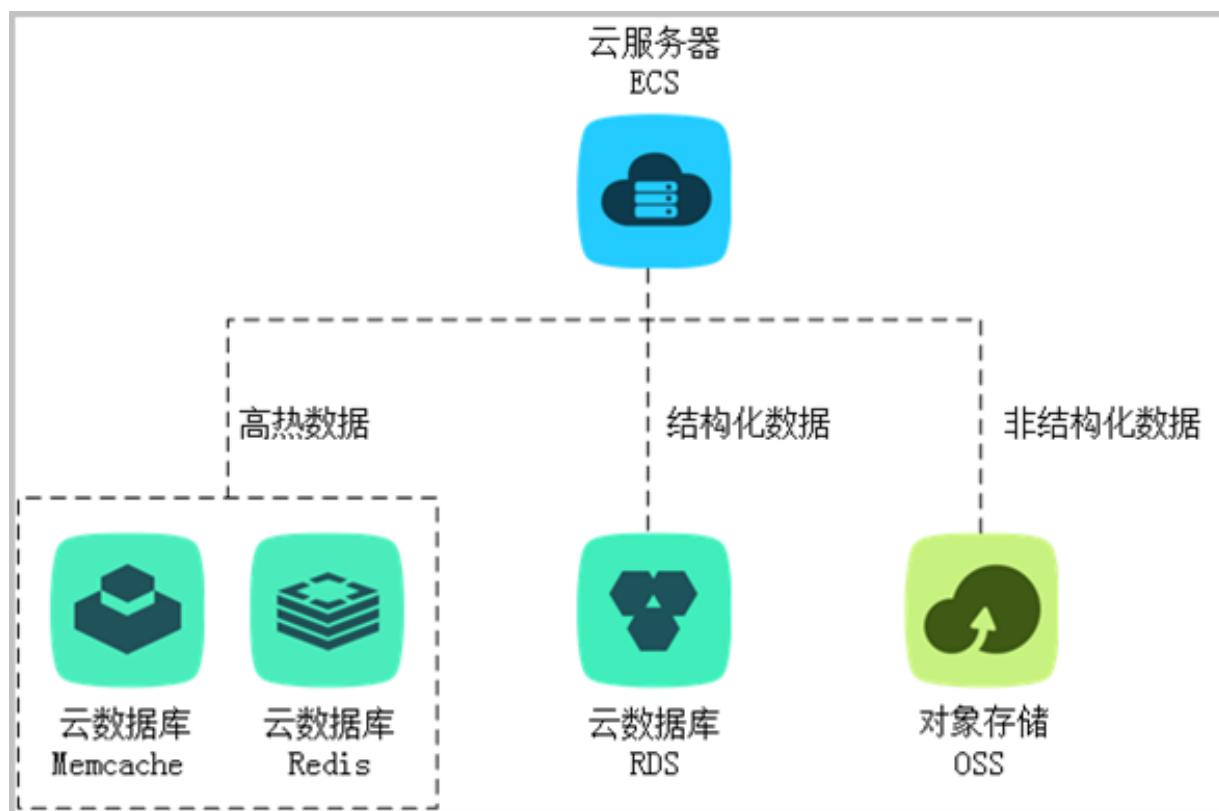 云服务器
ECS
高热数据
结构化数据
非结构化数据
云数据库
Memcache
云数据库
Redis
云数据库
RDS
对象存储
OSS